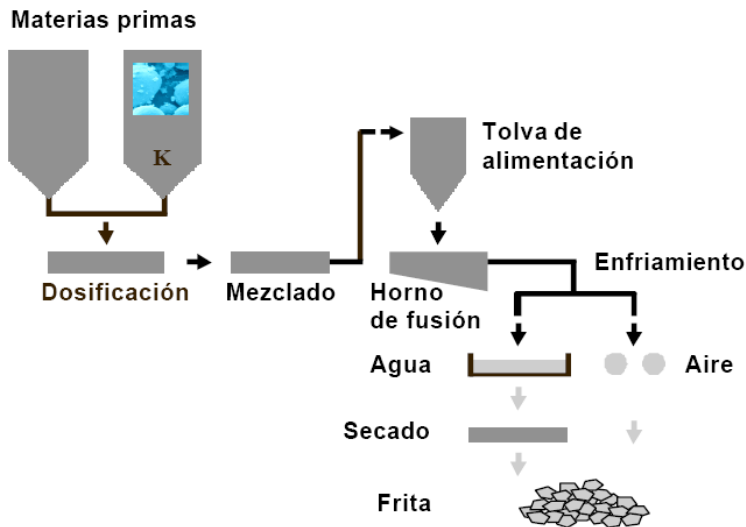 Materias primas
K
Tolva de
alimentación
Dosificación
Mezclado
Horno
de fusión
Enfriamiento
Agua
Aire
Secado
Frita